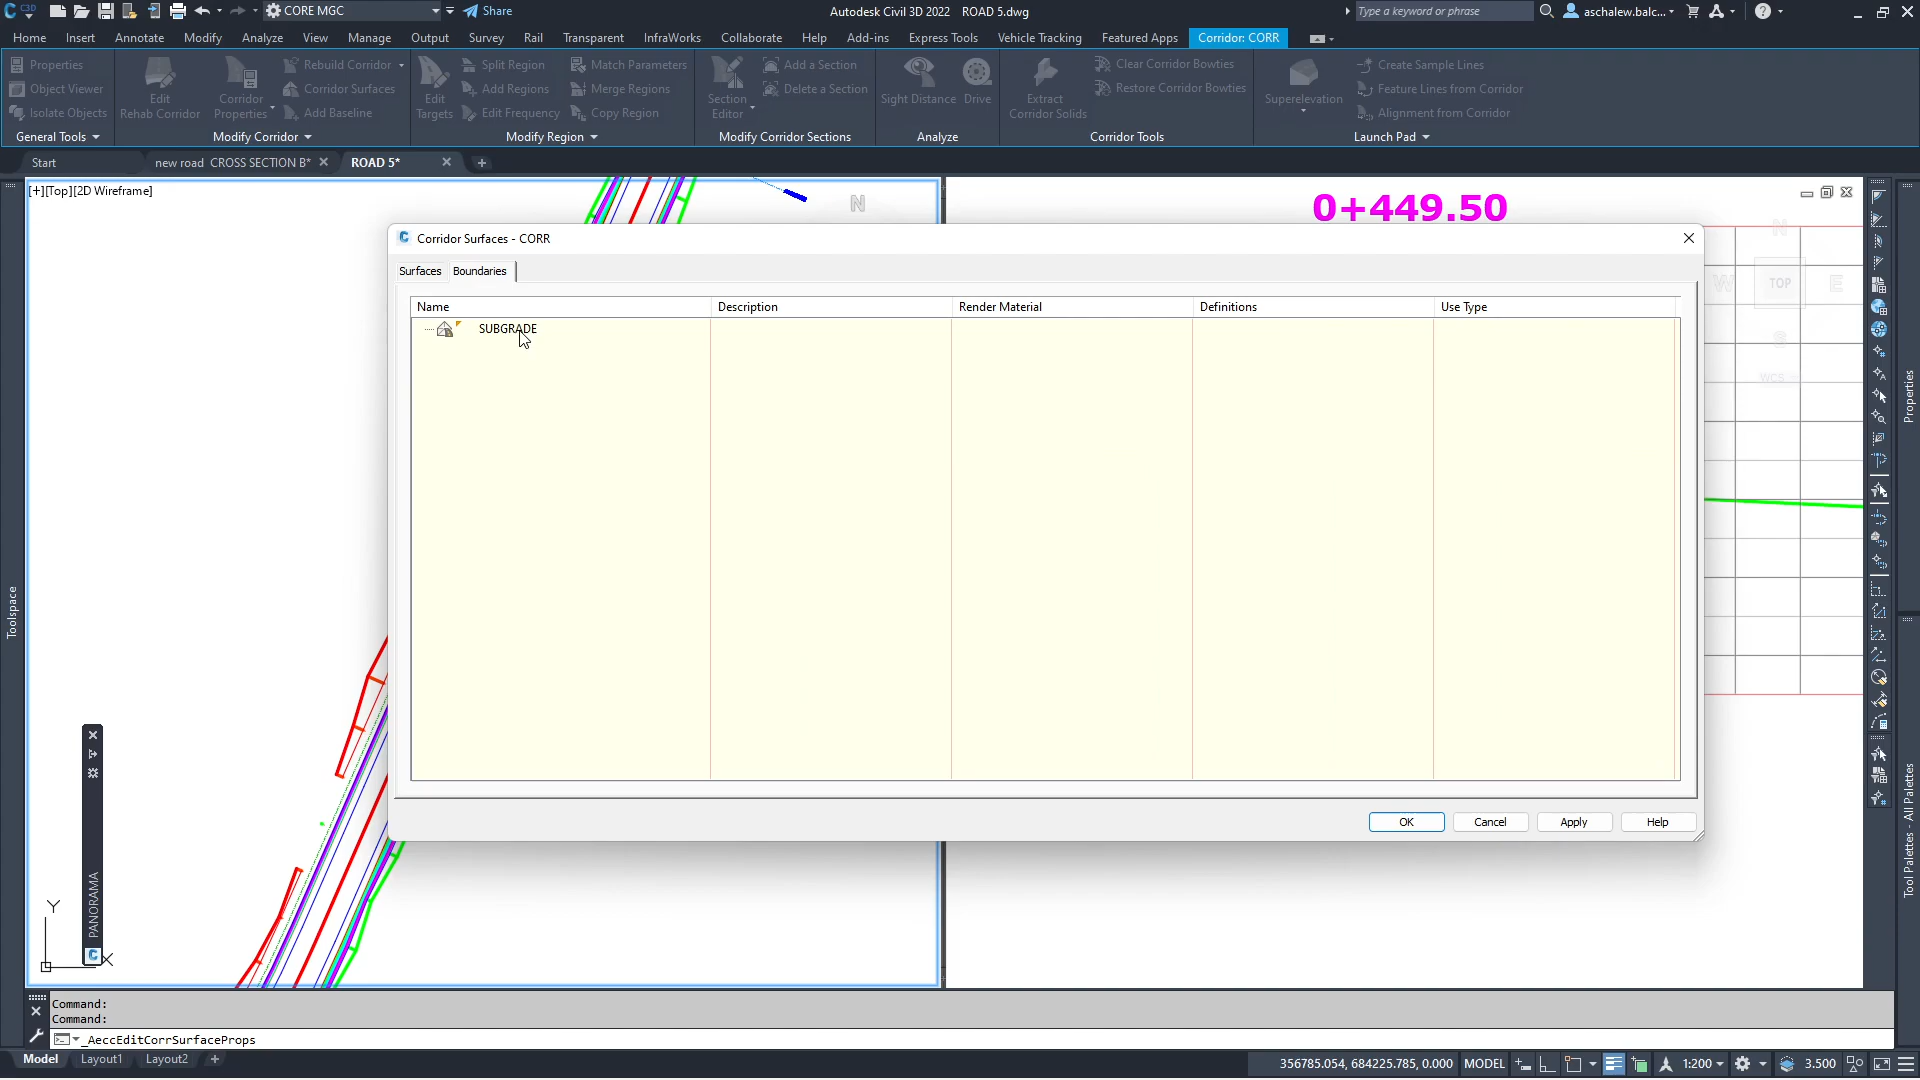 C3D CORE MGC Share Autodesk Civil 3D 2022 ROAD 5.dwg Type a keyword or phrase aschalew.balc...
Home Insert Annotate Modify Analyze View Manage Output Survey Rail Transparent InfraWorks Collaborate Help Add-ins Express Tools Vehicle Tracking Featured Apps Corridor: CORR
Properties
Object Viewer
Isolate Objects
General Tools
Edit
Rehab Corridor
Corridor
Properties
Rebuild Corridor
Corridor Surfaces
Add Baseline
Modify Corridor
Edit
Targets
Split Region
Add Regions
Edit Frequency
Match Parameters
Merge Regions
Copy Region
Modify Region
Section
Editor
Add a Section
Delete a Section
Modify Corridor Sections
Sight Distance Drive
Analyze
Extract
Corridor Solids
Clear Corridor Bowties
Restore Corridor Bowties
Corridor Tools
Superelevation
Create Sample Lines
Feature Lines from Corridor
Alignment from Corridor
Launch Pad
Start new road CROSS SECTION B* ROAD 5*
[+][Top][2D Wireframe]
N
0+449.50
Corridor Surfaces - CORR
Surfaces Boundaries
Name Description Render Material Definitions Use Type
SUBGRADE
OK Cancel Apply Help
N
W TOP E
S
WCS
Toolspace
PANORAMA
Y
X
Properties
Tool Palettes - All Palettes
Command:
Command:
_AeccEditCorrSurfaceProps
Model Layout1 Layout2 +
356785.054, 684225.785, 0.000 MODEL 1:200 3.500